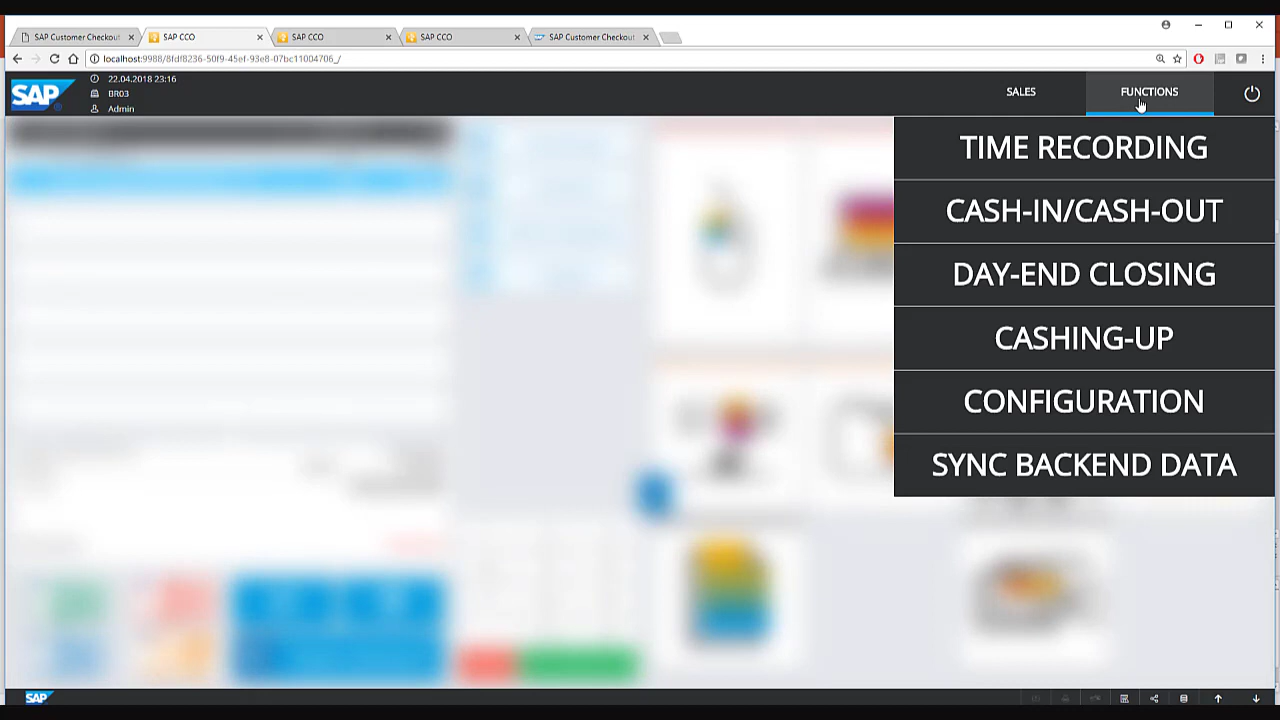 SAP Customer Checkout
SAP CCO
SAP CCO
SAP CCO
SAP Customer Checkout
localhost:9988/8fdf8236-50f9-45ef-93e8-07bc11004706_/
SAP
22.04.2018 23:16
BR03
Admin
SALES
FUNCTIONS
TIME RECORDING
CASH-IN/CASH-OUT
DAY-END CLOSING
CASHING-UP
CONFIGURATION
SYNC BACKEND DATA
SAP